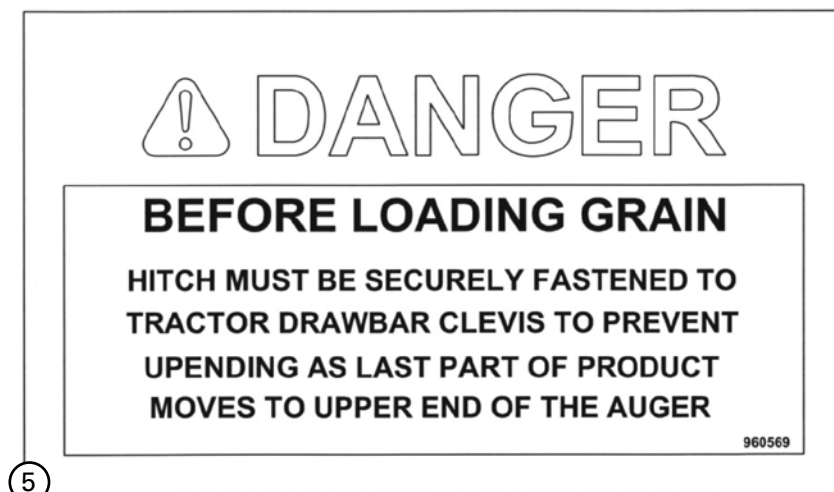 DANGER
BEFORE LOADING GRAIN
HITCH MUST BE SECURELY FASTENED TO
TRACTOR DRAWBAR CLEVIS TO PREVENT
UPENDING AS LAST PART OF PRODUCT
MOVES TO UPPER END OF THE AUGER
960569
5